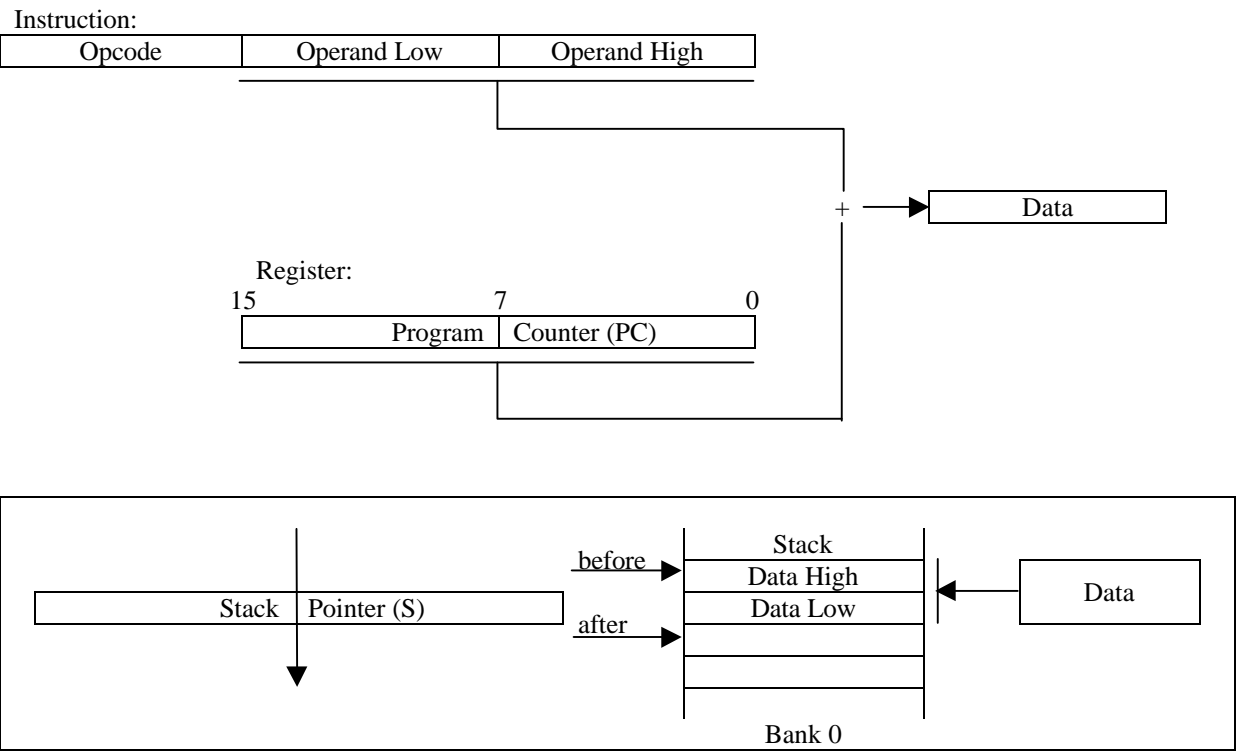 Instruction:
Opcode Operand Low Operand High
+ Data
Register:
15 7 0
Program Counter (PC)
Stack
before
Data High
Data
Stack Pointer (S)
Data Low
after
Bank 0